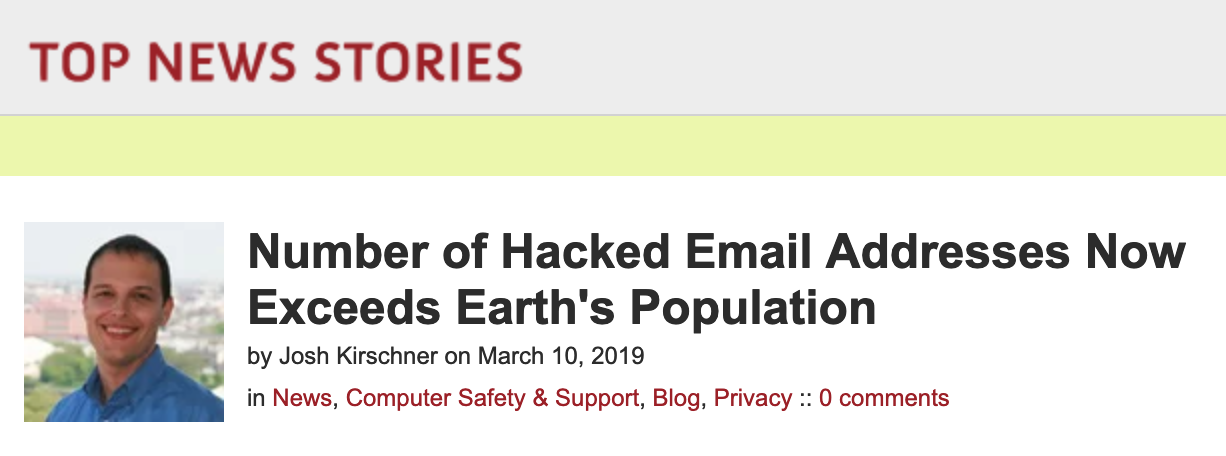 TOP NEWS STORIES
Number of Hacked Email Addresses Now
Exceeds Earth's Population
by Josh Kirschner on March 10, 2019
in News, Computer Safety & Support, Blog, Privacy :: 0 comments